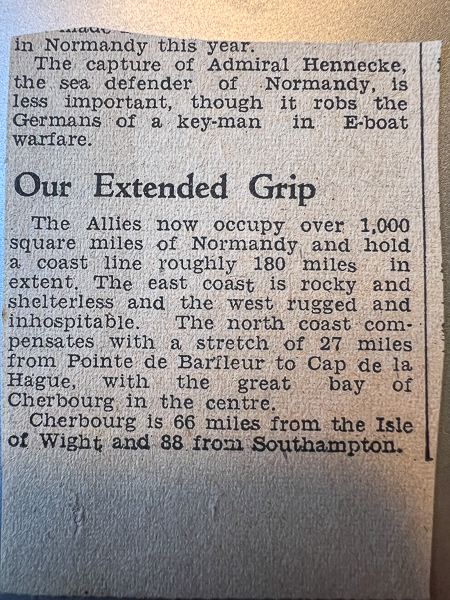 made
in Normandy this year.
The capture of Admiral Hennecke,
the sea defender of Normandy, is
less important, though it robs the
Germans of a key-man in E-boat
warfare.
Our Extended Grip
The Allies now occupy over 1,000
square miles of Normandy and hold
a coast line roughly 180 miles in
extent. The east coast is rocky and
shelterless and the west rugged and
inhospitable. The north coast com-
pensates with a stretch of 27 miles
from Pointe de Barfleur to Cap de la
Hague, with the great bay of
Cherbourg in the centre.
Cherbourg is 66 miles from the Isle
of Wight and 88 from Southampton.